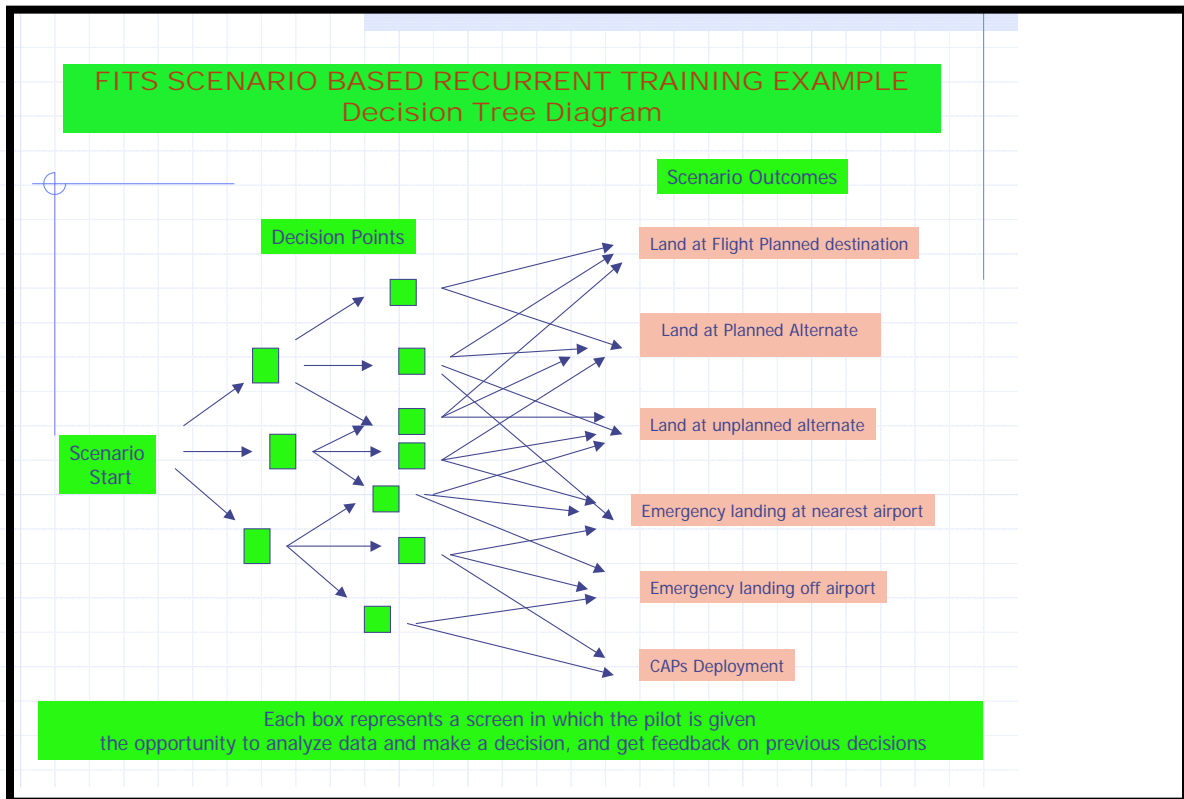 FITS SCENARIO BASED RECURRENT TRAINING EXAMPLE
Decision Tree Diagram
Scenario Outcomes
Decision Points
Land at Flight Planned destination
Land at Planned Alternate
Land at unplanned alternate
Scenario
Start
Emergency landing at nearest airport
Emergency landing off airport
CAPs Deployment
Each box represents a screen in which the pilot is given
the opportunity to analyze data and make a decision, and get feedback on previous decisions